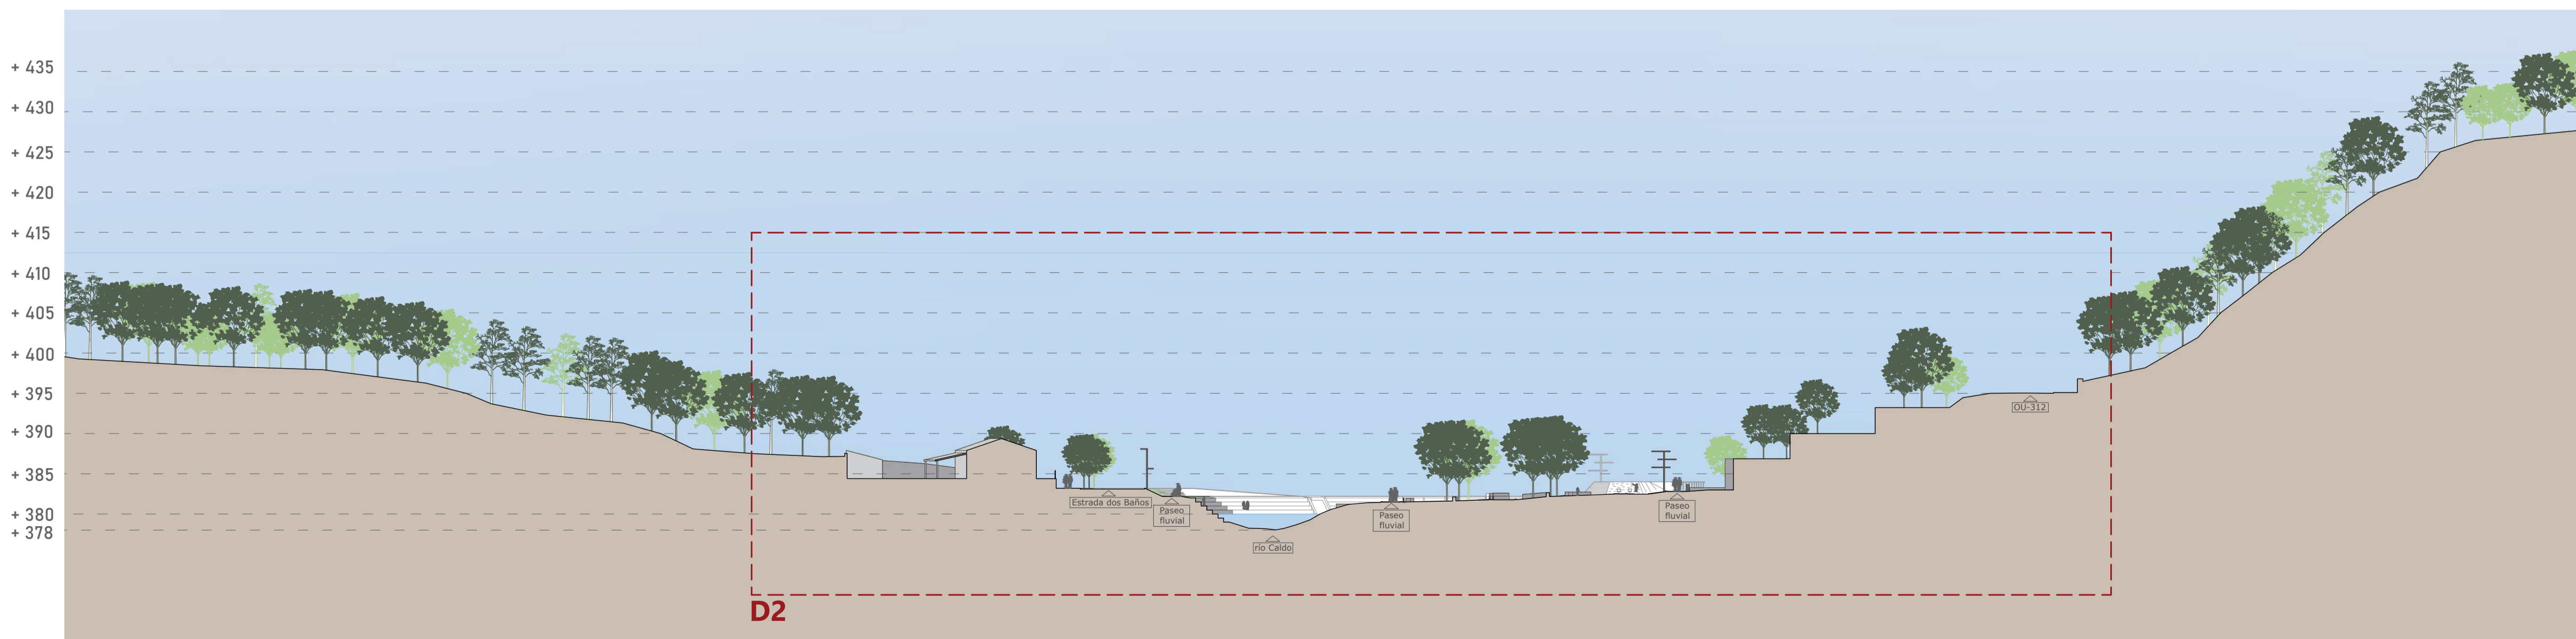 + 435
+ 430
+ 425
+ 420
+ 415
+ 410
+ 405
+ 400
+ 395
+ 390
+ 385
+ 380
+ 378
OU-312
Estrada dos Baños
Paseo
fluvial
Paseo
fluvial
Paseo
fluvial
río Caldo
D2